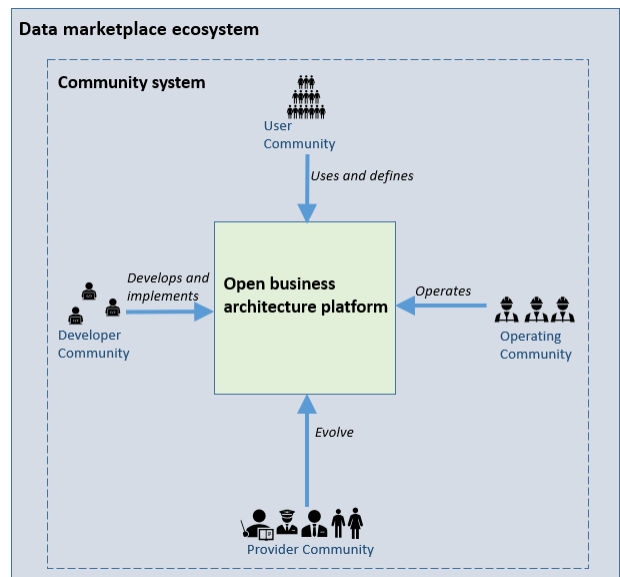 Data marketplace ecosystem
Community system
User
Community
Uses and defines
Develops and
implements
Open business
architecture platform
Operates
Developer
Community
Operating
Community
Evolve
Provider Community